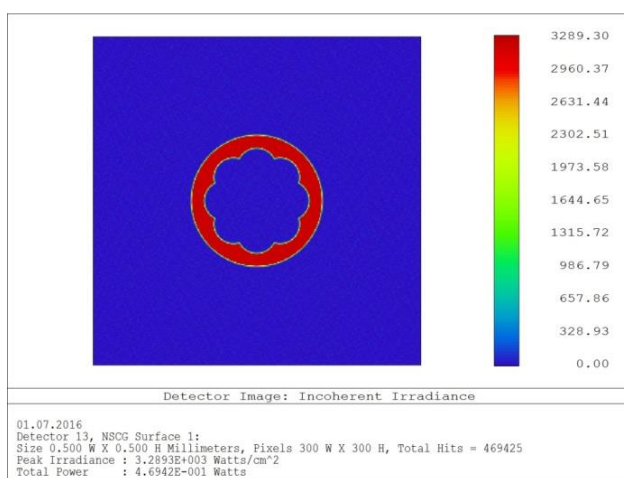 3289.30
2960.37
2631.44
2302.51
1973.58
1644.65
1315.72
986.79
657.86
328.93
0.00
Detector Image: Incoherent Irradiance
01.07.2016
Detector 13, NSCG Surface 1:
Size 0.500 W X 0.500 H Millimeters, Pixels 300 W X 300 H, Total Hits = 469425
Peak Irradiance : 3.2893E+003 Watts/cm^2
Total Power     : 4.6942E-001 Watts